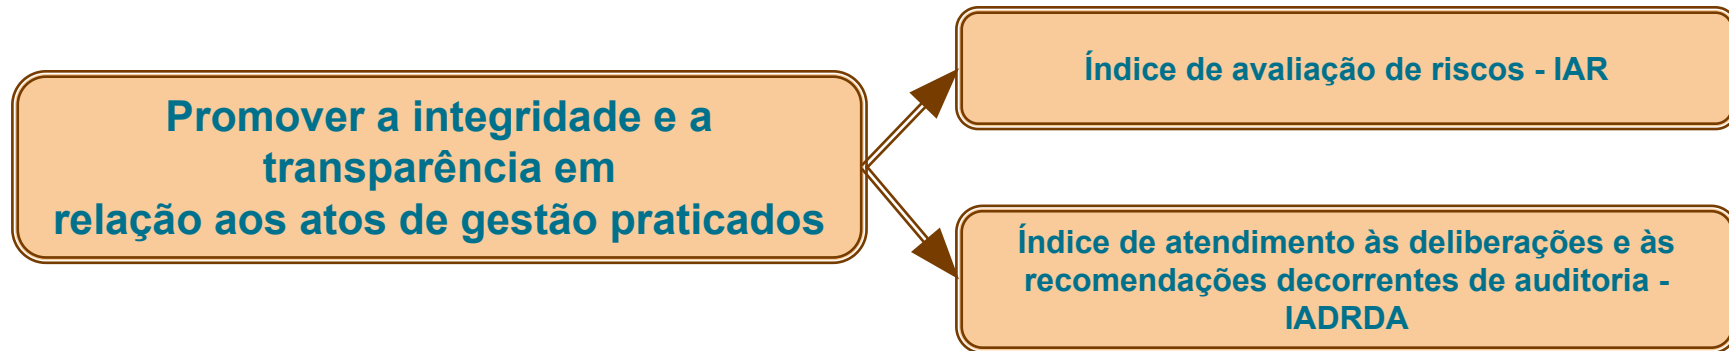 Promover a integridade e a
transparência em
relação aos atos de gestão praticados
Índice de avaliação de riscos - IAR
Índice de atendimento às deliberações e às
recomendações decorrentes de auditoria -
IADRDA